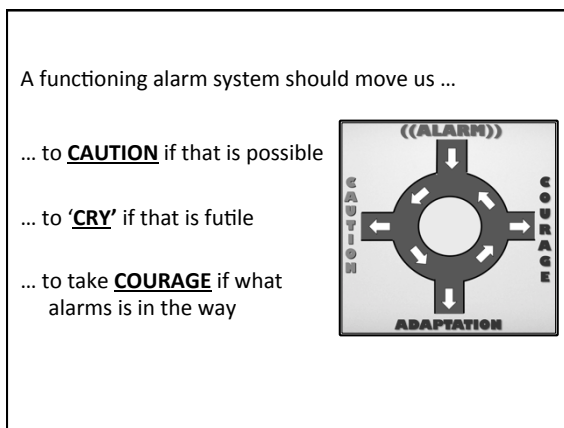 A functioning alarm system should move us …
… to CAUTION if that is possible
… to ‘CRY’ if that is futile
… to take COURAGE if what
alarms is in the way
((ALARM))
CAUTION
COURAGE
ADAPTATION